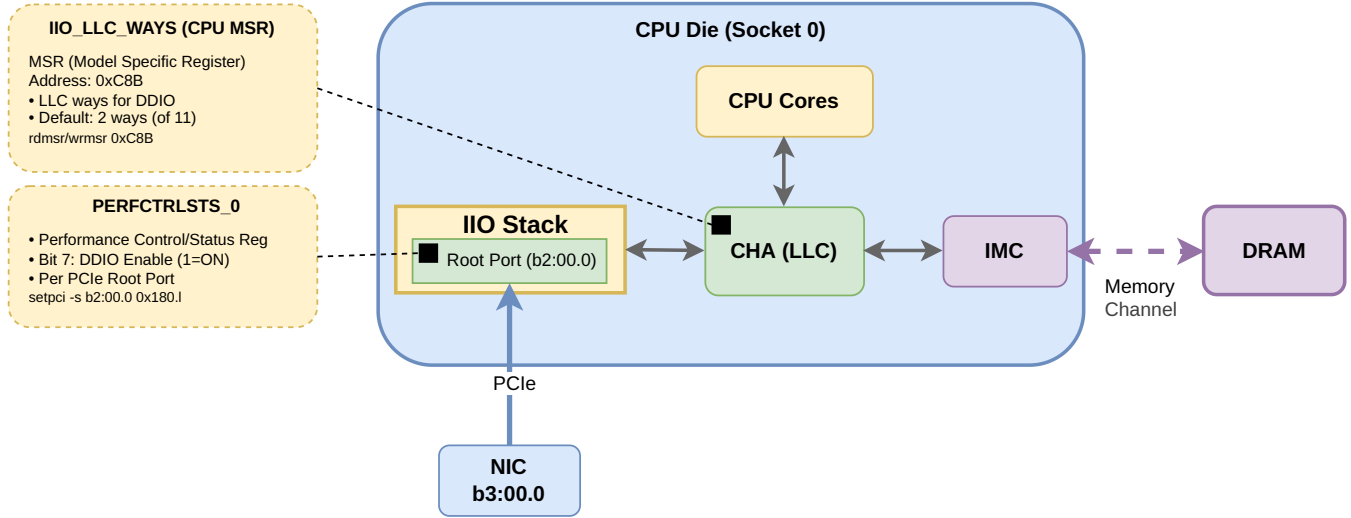 IIO_LLC_WAYS (CPU MSR)
MSR (Model Specific Register)
Address: 0xC8B
• LLC ways for DDIO
• Default: 2 ways (of 11)
rdmsr/wrmsr 0xC8B
PERFCTRLSTS_0
• Performance Control/Status Reg
• Bit 7: DDIO Enable (1=ON)
• Per PCIe Root Port
setpci -s b2:00.0 0x180.l
CPU Die (Socket 0)
CPU Cores
IIO Stack
Root Port (b2:00.0)
CHA (LLC)
IMC
Memory
Channel
DRAM
PCIe
NIC
b3:00.0